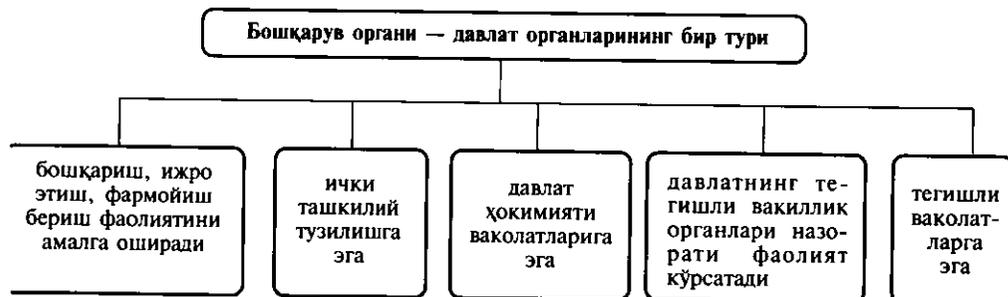 Бошқарув органи — давлат органларининг бир тури
бошқариш, ижро
этиш, фармойиш
бериш фаолиятини
амалга оширади
ички
ташкилий
тузилишга
эга
давлат
ҳокимияти
ваколатларига
эга
давлатнинг те-
гишли вакиллик
органлари назо-
рати фаолият
кўрсатади
тегишли
ваколат-
ларга
эга